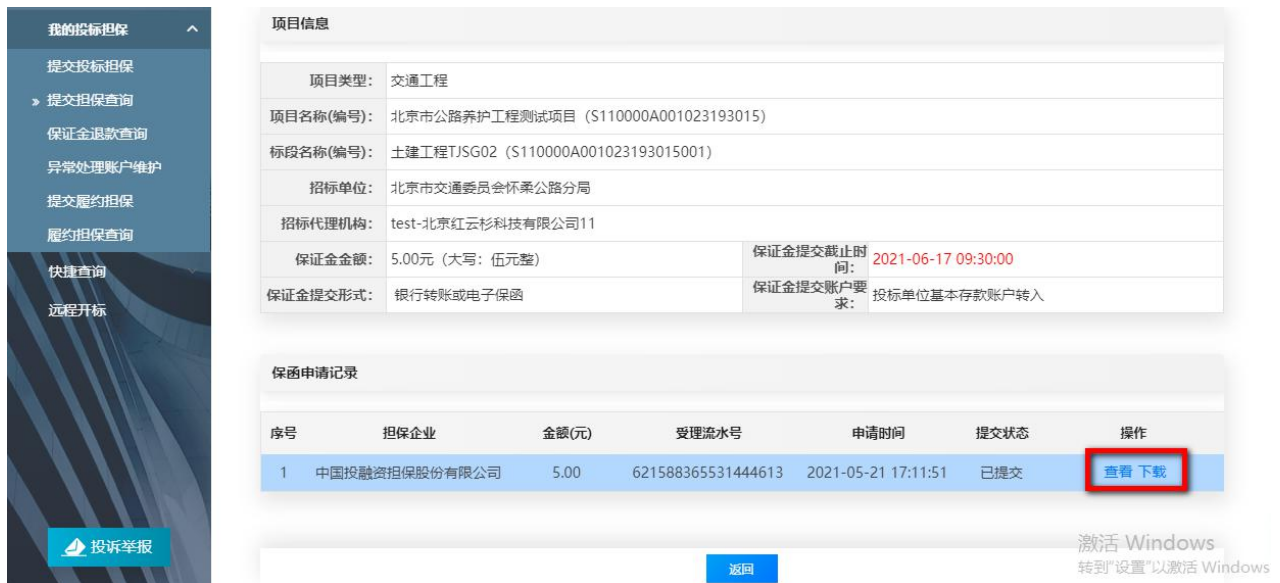 我的投标担保
提交投标担保
» 提交担保查询
保证金退款查询
异常处理账户维护
提交履约担保
履约担保查询
快捷查询
远程开标
投诉举报
项目信息
项目类型： 交通工程
项目名称(编号)： 北京市公路养护工程测试项目（S110000A001023193015）
标段名称(编号)： 土建工程TJSG02（S110000A001023193015001）
招标单位： 北京市交通委员会怀柔公路分局
招标代理机构： test-北京红云杉科技有限公司11
保证金金额： 5.00元（大写：伍元整） 保证金提交截止时间： 2021-06-17 09:30:00
保证金提交形式： 银行转账或电子保函 保证金提交账户要求： 投标单位基本存款账户转入
保函申请记录
序号 担保企业 金额(元) 受理流水号 申请时间 提交状态 操作
1 中国投融资担保股份有限公司 5.00 621588365531444613 2021-05-21 17:11:51 已提交 查看 下载
返回
激活 Windows
转到"设置"以激活 Windows